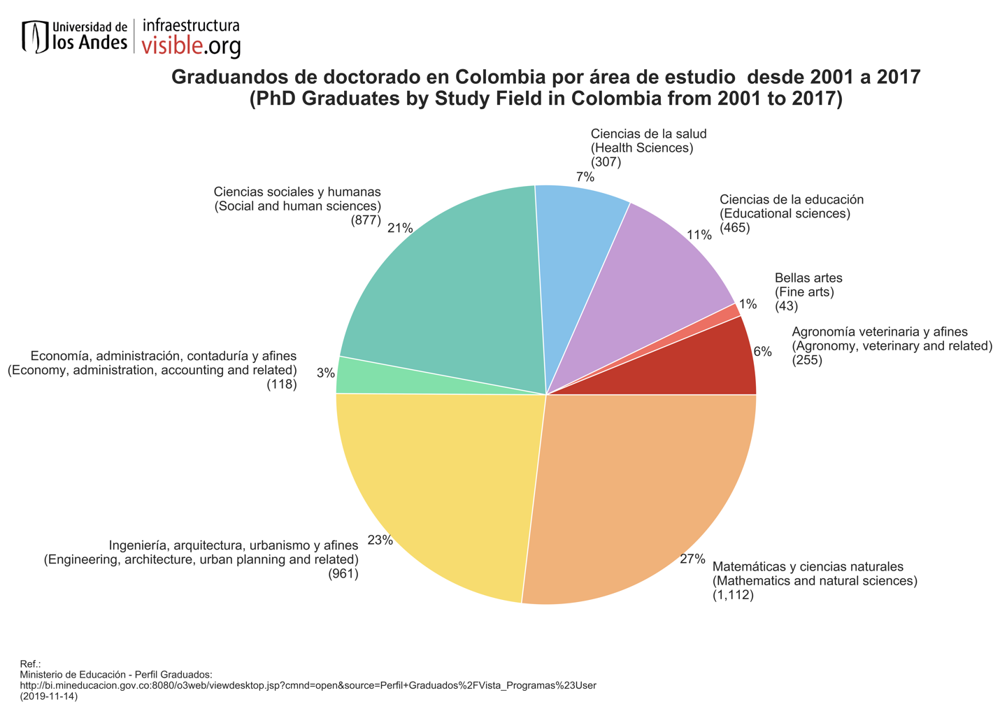 Universidad de
los Andes
infraestructura
visible.org
Graduandos de doctorado en Colombia por área de estudio  desde 2001 a 2017
(PhD Graduates by Study Field in Colombia from 2001 to 2017)
Ciencias de la salud
(Health Sciences)
(307)
7%
Ciencias sociales y humanas
(Social and human sciences)
(877)
21%
Ciencias de la educación
(Educational sciences)
(465)
11%
Bellas artes
(Fine arts)
(43)
1%
Agronomía veterinaria y afines
(Agronomy, veterinary and related)
(255)
6%
Economía, administración, contaduría y afines
(Economy, administration, accounting and related)
(118)
3%
Ingeniería, arquitectura, urbanismo y afines
(Engineering, architecture, urban planning and related)
(961)
23%
27%
Matemáticas y ciencias naturales
(Mathematics and natural sciences)
(1,112)
Ref.:
Ministerio de Educación - Perfil Graduados:
http://bi.mineducacion.gov.co:8080/o3web/viewdesktop.jsp?cmnd=open&source=Perfil+Graduados%2FVista_Programas%23User
(2019-11-14)